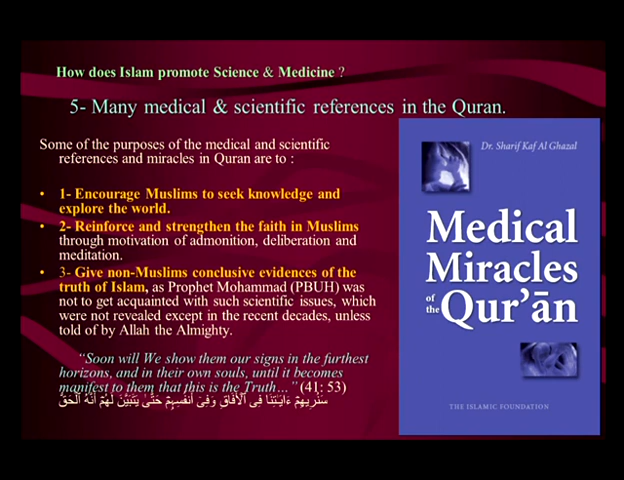 How does Islam promote Science & Medicine ?
5- Many medical & scientific references in the Quran.
Some of the purposes of the medical and scientific
references and miracles in Quran are to :
• 1- Encourage Muslims to seek knowledge and
explore the world.
• 2- Reinforce and strengthen the faith in Muslims
through motivation of admonition, deliberation and
meditation.
• 3- Give non-Muslims conclusive evidences of the
truth of Islam, as Prophet Mohammad (PBUH) was
not to get acquainted with such scientific issues, which
were not revealed except in the recent decades, unless
told of by Allah the Almighty.
“Soon will We show them our signs in the furthest
horizons, and in their own souls, until it becomes
manifest to them that this is the Truth…” (41: 53)
سَنُرِيهِمْ ءَايَـٰتِنَا فِى ٱلْأَفَاقِ وَفِىٓ أَنفُسِهِمْ حَتَّىٰ يَتَبَيَّنَ لَهُمْ أَنَّهُ ٱلْحَقُّ
Dr. Sharif Kaf Al Ghazal
Medical
Miracles
of the Qur’ān
THE ISLAMIC FOUNDATION